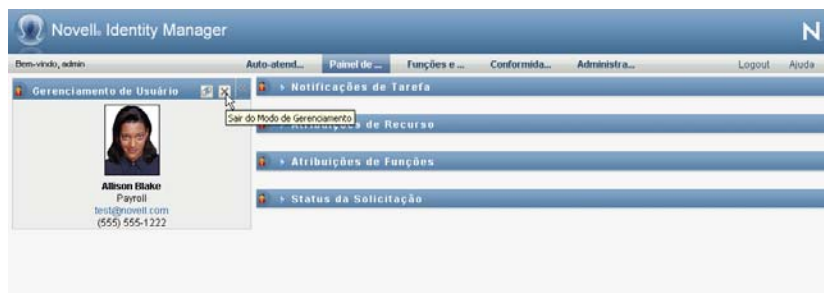 Novell® Identity Manager
N
Bem-vindo, admin
Auto-atend... Painel de ... Funções e ... Conformida... Administra... Logout Ajuda
Gerenciamento de Usuário
Notificações de Tarefa
Sair do Modo de Gerenciamento
de Recurso
Atribuições de Funções
Status da Solicitação
Allison Blake
Payroll
test@novell.com
(555) 555-1222